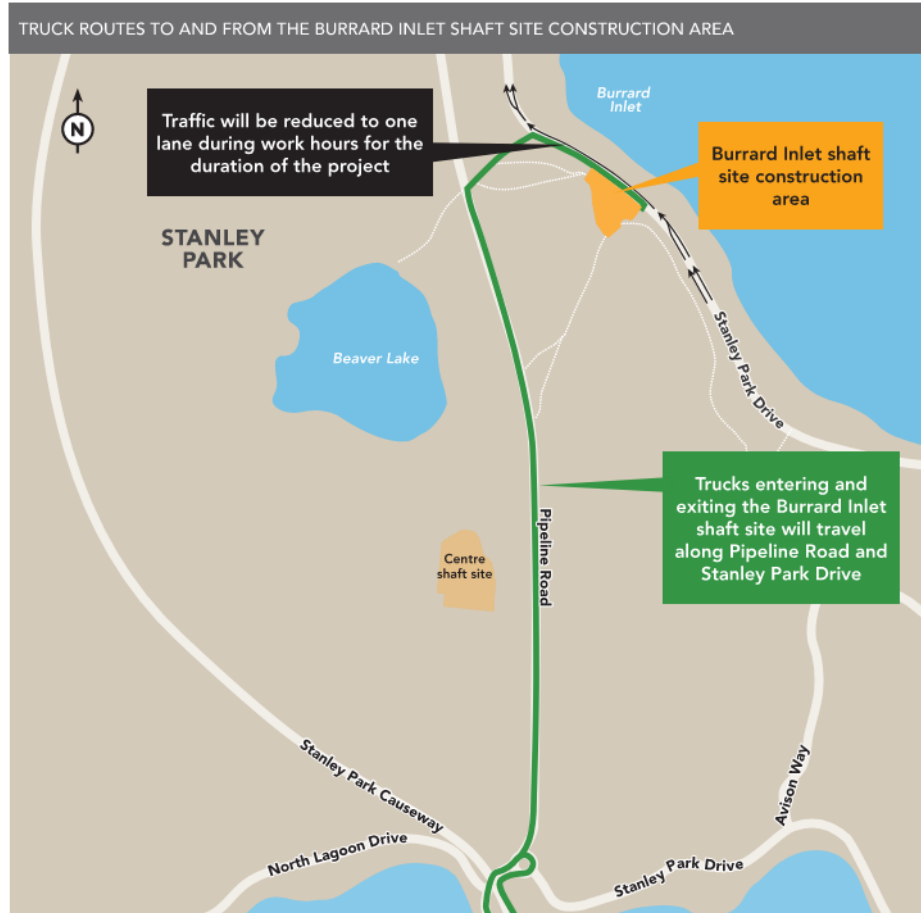 TRUCK ROUTES TO AND FROM THE BURRARD INLET SHAFT SITE CONSTRUCTION AREA
N
Traffic will be reduced to one
lane during work hours for the
duration of the project
Burrard
Inlet
Burrard Inlet shaft
site construction
area
STANLEY
PARK
Beaver Lake
Stanley Park Drive
Trucks entering and
exiting the Burrard Inlet
shaft site will travel
along Pipeline Road and
Stanley Park Drive
Pipeline Road
Centre
shaft site
Stanley Park Causeway
North Lagoon Drive
Avison Way
Stanley Park Drive